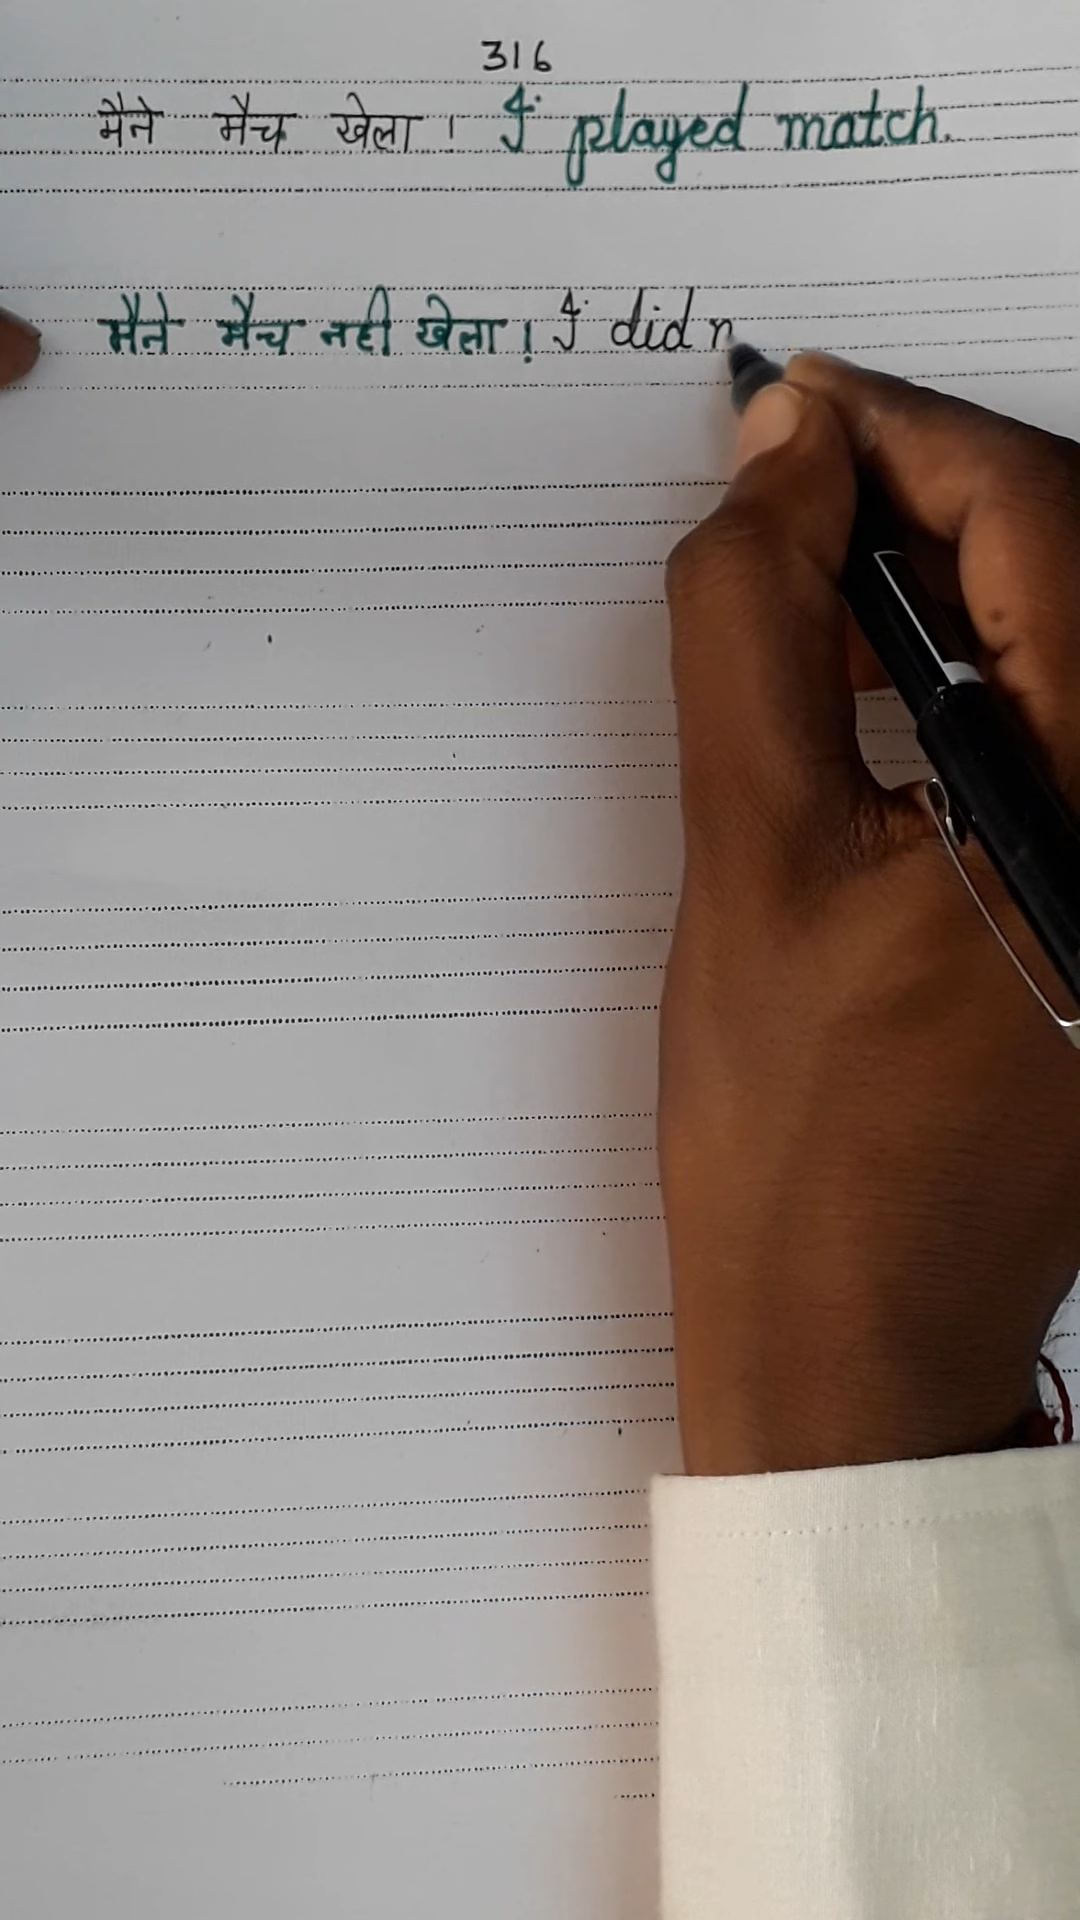 316
मैने मैच खेला । I played match.
मैने मैच नही खेला । I did n